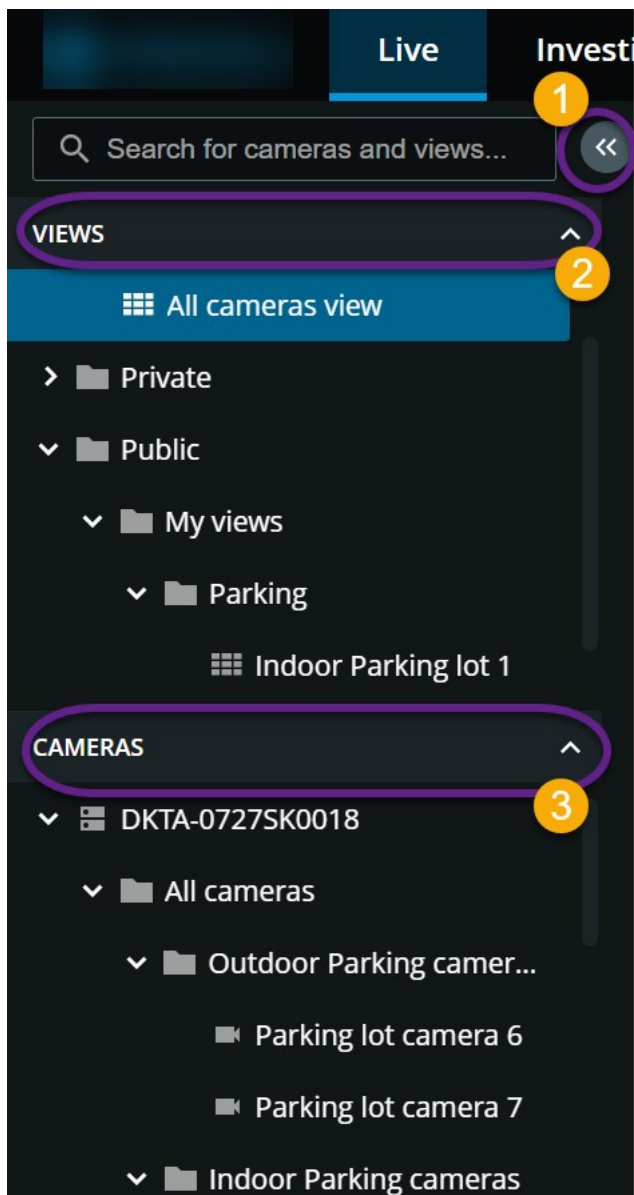 Live Investi
1
Search for cameras and views...
VIEWS
2
All cameras view
Private
Public
My views
Parking
Indoor Parking lot 1
CAMERAS
3
DKTA-0727SK0018
All cameras
Outdoor Parking camer...
Parking lot camera 6
Parking lot camera 7
Indoor Parking cameras